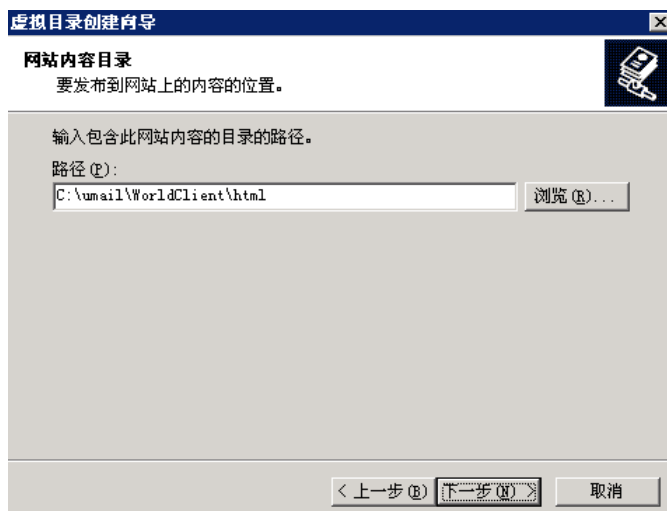 虚拟目录创建向导
网站内容目录
要发布到网站上的内容的位置。
输入包含此网站内容的目录的路径。
路径(P):
C:\umail\WorldClient\html
浏览(R)...
< 上一步(B) 下一步(N) > 取消